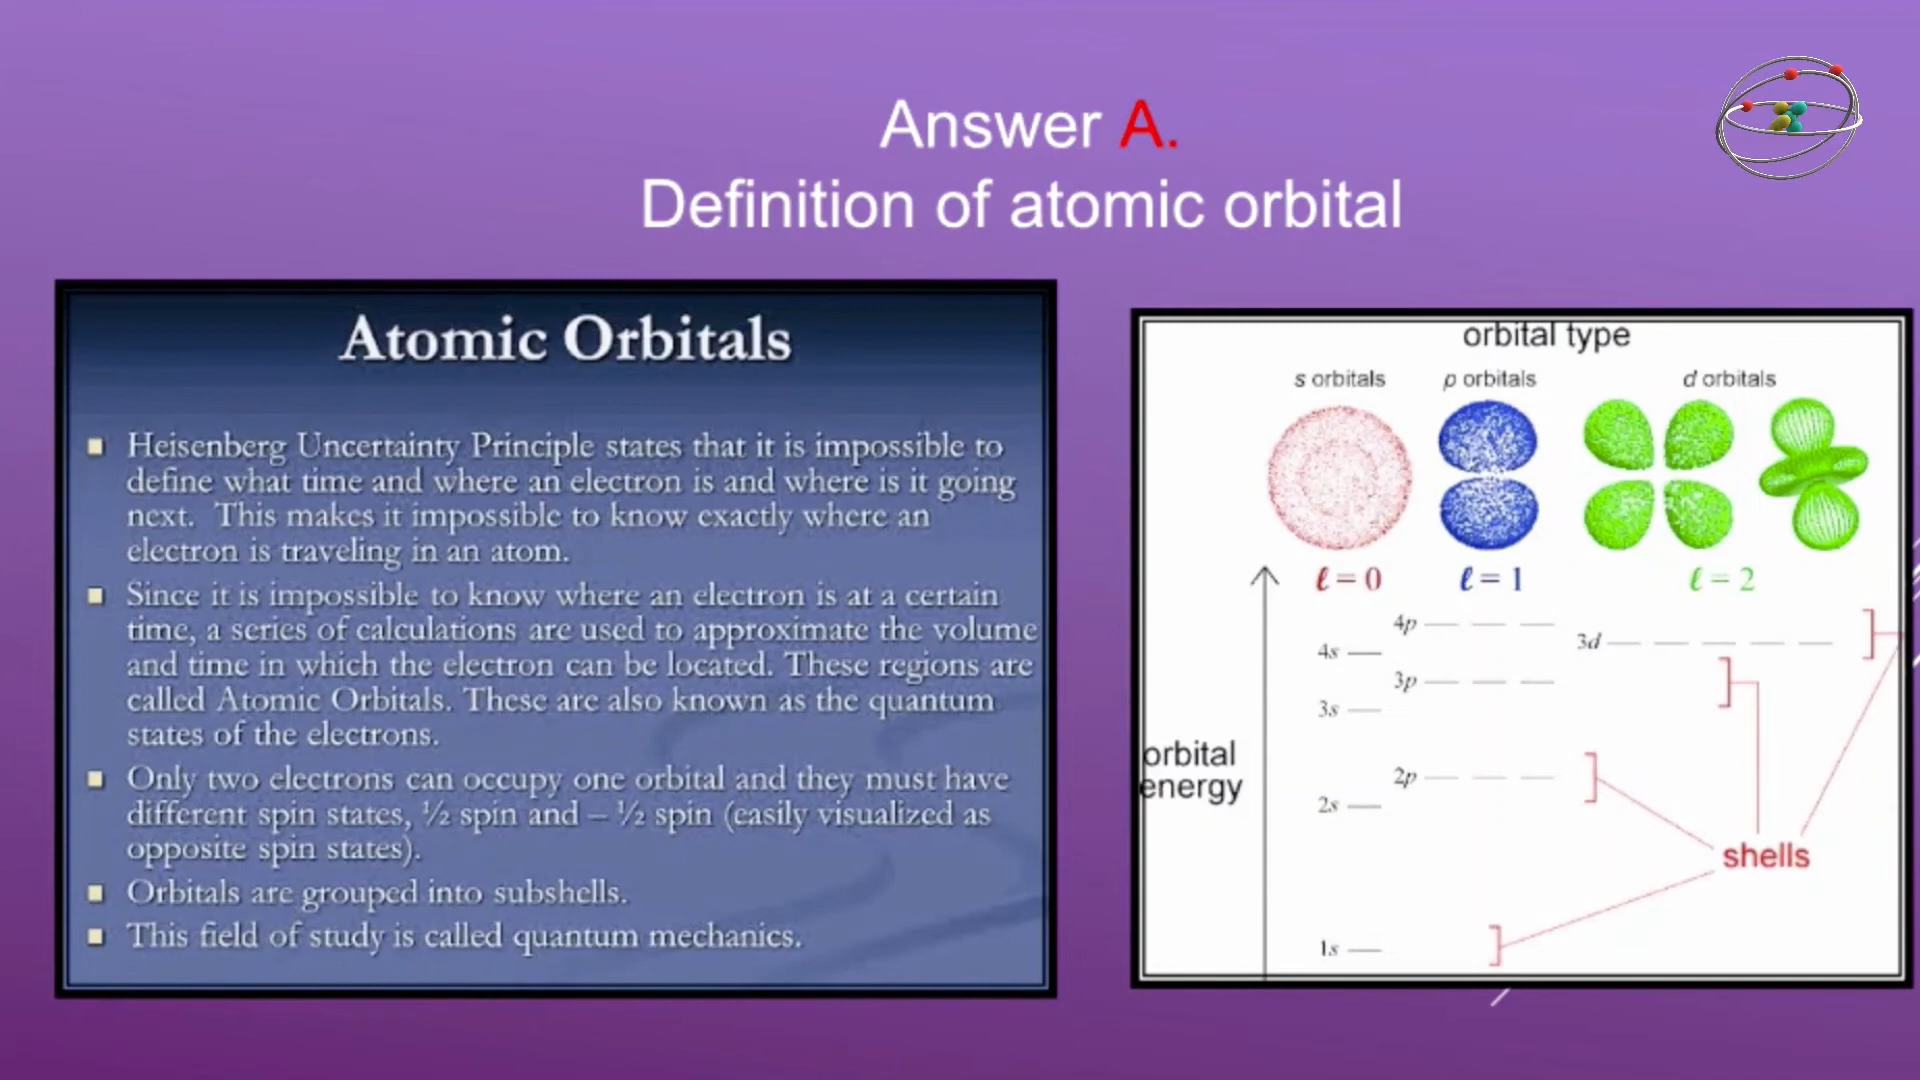 Answer A.
Definition of atomic orbital
Atomic Orbitals
Heisenberg Uncertainty Principle states that it is impossible to
define what time and where an electron is and where is it going
next. This makes it impossible to know exactly where an
electron is traveling in an atom.
Since it is impossible to know where an electron is at a certain
time, a series of calculations are used to approximate the volume
and time in which the electron can be located. These regions are
called Atomic Orbitals. These are also known as the quantum
states of the electrons.
Only two electrons can occupy one orbital and they must have
different spin states, ½ spin and – ½ spin (easily visualized as
opposite spin states).
Orbitals are grouped into subshells.
This field of study is called quantum mechanics.
orbital type
s orbitals p orbitals d orbitals
ℓ = 0 ℓ = 1 ℓ = 2
4p
3d
4s
3p
3s
orbital
energy
2p
2s
shells
1s